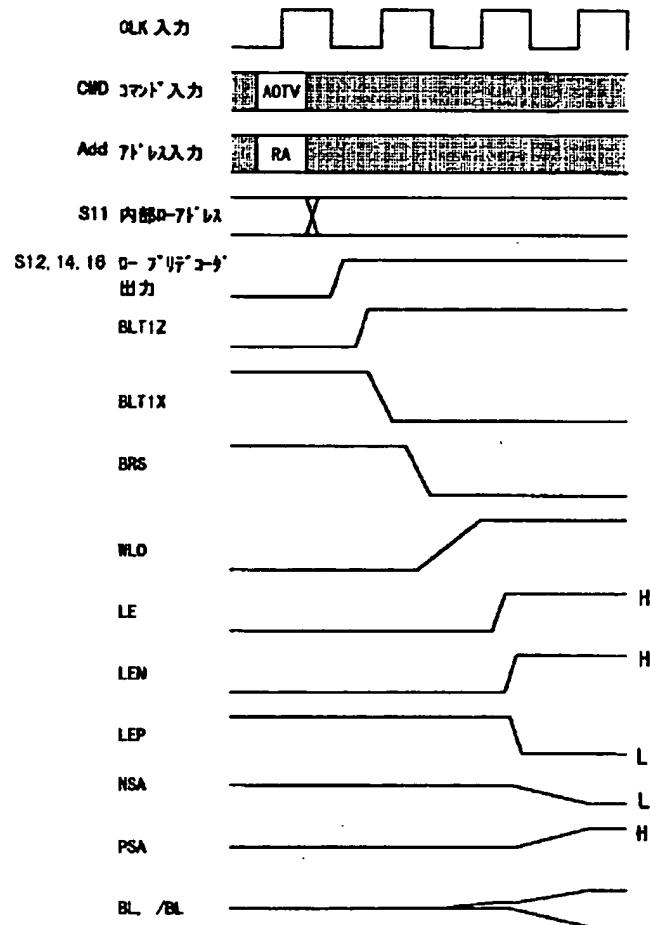 CLK 入力
CMD コマンド入力
ACTV
Add アドレス入力
RA
S11 内部ローアドレス
S12, 14, 16 ロープリデコーダ
出力
BLT1Z
BLT1X
BRS
WL0
LE
H
LEN
H
LEP
L
NSA
L
PSA
H
BL, /BL